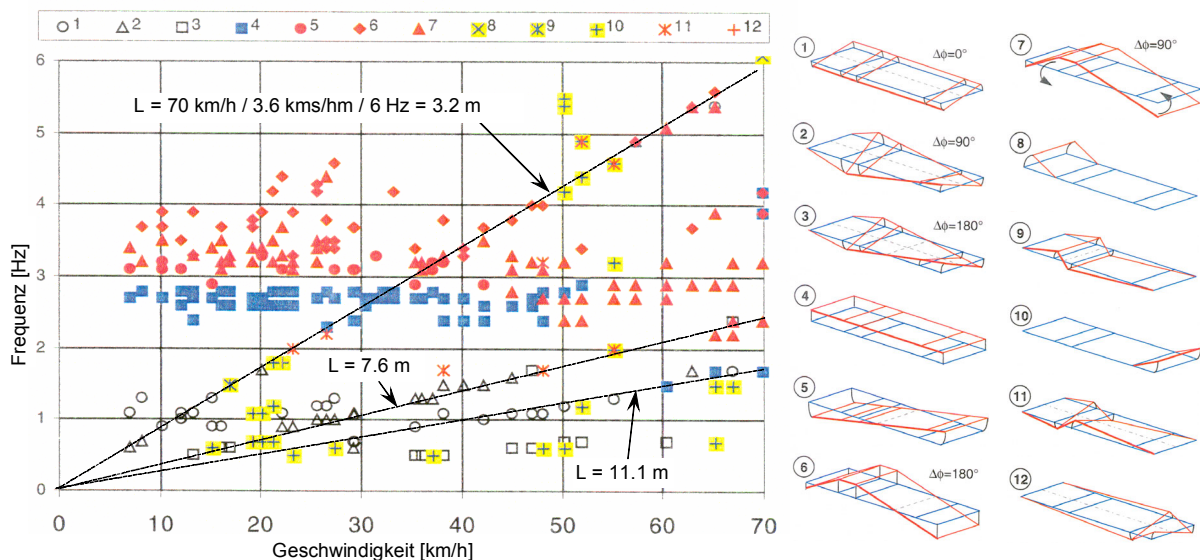 1 2 3 4 5 6 7 8 9 10 11 12
6
5
4
3
2
1
0
Frequenz [Hz]
L = 70 km/h / 3.6 kms/hm / 6 Hz = 3.2 m
L = 7.6 m
L = 11.1 m
0 10 20 30 40 50 60 70
Geschwindigkeit [km/h]
1 Δϕ=0°
2 Δϕ=90°
3 Δϕ=180°
4
5
6 Δϕ=180°
7 Δϕ=90°
8
9
10
11
12